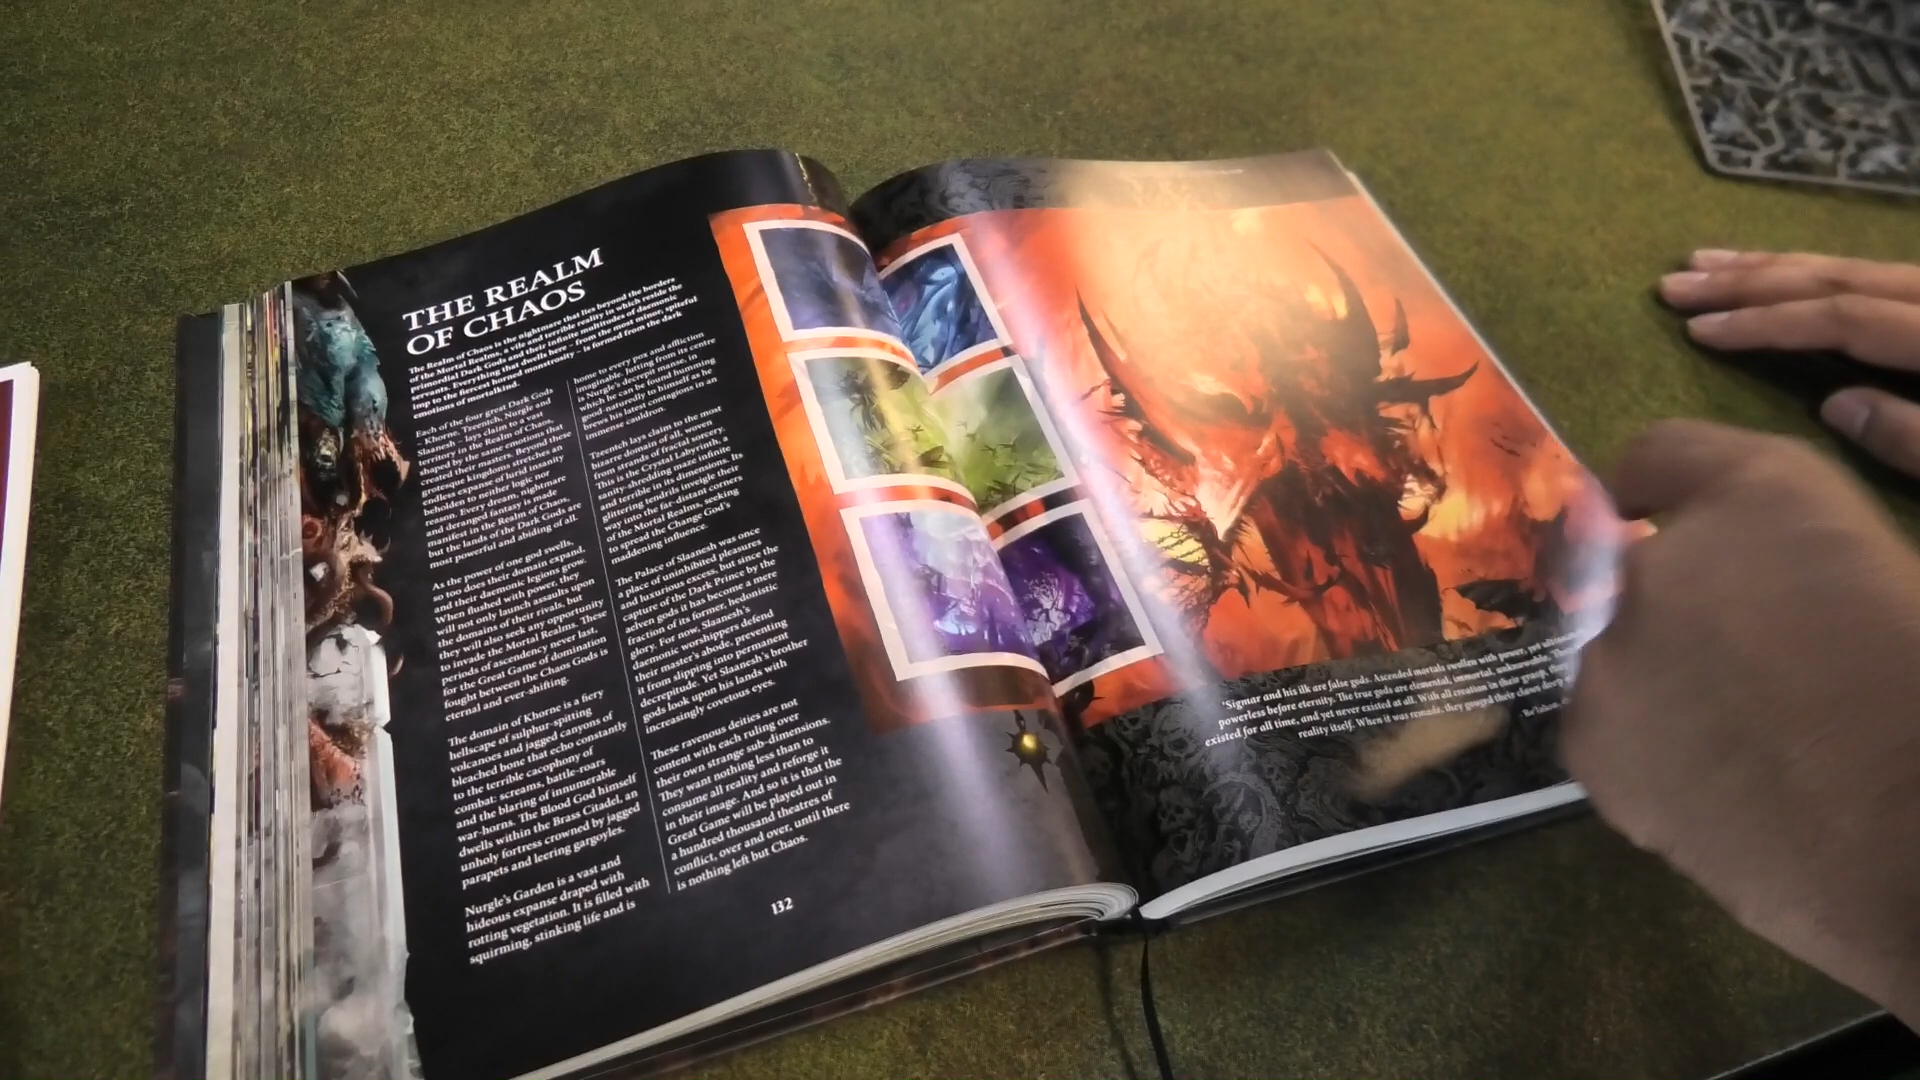 THE REALM
OF CHAOS
The Realm of Chaos is the nightmare that lies beyond the borders
of the Mortal Realms, a vile and terrible reality in which reside the
primordial Dark Gods and their infinite multitudes of daemonic
servants. Everything that dwells here – from the most minor, spiteful
imp to the fiercest horned monstrosity – is formed from the dark
emotions of mortalkind.
Each of the four great Dark Gods
– Khorne, Tzeentch, Nurgle and
Slaanesh – lays claim to a vast
territory in the Realm of Chaos,
shaped by the same emotions that
created their masters. Beyond these
grotesque kingdoms stretches an
endless expanse of horrid insanity
beholden to neither logic nor
reason. Every dream, nightmare
and deranged fantasy is made
manifest in the Realm of Chaos,
but the lands of the Dark Gods are
most powerful and abiding of all.
As the power of one god swells,
so too does their domain expand,
and their daemonic legions grow.
When flushed with power, they
will not only launch assaults upon
the domains of their rivals, but
they will also seek any opportunity
to invade the Mortal Realms. These
periods of ascendency never last,
for the Great Game of domination
fought between the Chaos Gods is
eternal and ever-shifting.
The domain of Khorne is a fiery
hellscape of sulphur-spitting
volcanoes and jagged canyons of
bleached bone that echo constantly
to the terrible cacophony of
combat: screams, battle-roars
and the blaring of innumerable
war-horns. The Blood God himself
dwells within the Brass Citadel, an
unholy fortress crowned by jagged
parapets and leering gargoyles.
Nurgle's Garden is a vast and
hideous expanse draped with
rotting vegetation. It is filled with
squirming, stinking life and is
home to every pox and affliction
imaginable. Jutting from its centre
is Nurgle's decrepit manse, in
which he can be found humming
good-naturedly to himself as he
brews his latest contagions in an
immense cauldron.
Tzeentch lays claim to the most
bizarre domain of all, woven
from strands of fractal sorcery.
This is the Crystal Labyrinth, a
sanity-shredding maze infinite
and terrible in its dimensions. Its
glittering tendrils inveigle their
way into the far-distant corners
of the Mortal Realms, seeking
to spread the Change God's
maddening influence.
The Palace of Slaanesh was once
a place of uninhibited pleasures
and luxurious excess, but since the
capture of the Dark Prince by the
aelven gods it has become a mere
fraction of its former, hedonistic
glory. For now, Slaanesh's
daemonic worshippers defend
their master's abode, preventing
it from slipping into permanent
decrepitude. Yet Slaanesh's brother
gods look upon his lands with
increasingly covetous eyes.
These ravenous deities are not
content with each ruling over
their own strange sub-dimensions.
They want nothing less than to
consume all reality and reforge it
in their image. And so it is that the
Great Game will be played out in
a hundred thousand theatres of
conflict, over and over, until there
is nothing left but Chaos.
132
'Sigmar and his ilk are false gods. Ascended mortals swollen with power, yet
powerless before eternity. The true gods are elemental, immortal, unknowable.
existed for all time, and yet never existed at all. With all creation in their grasp,
reality itself. When it was remade, they gouged their claws deep